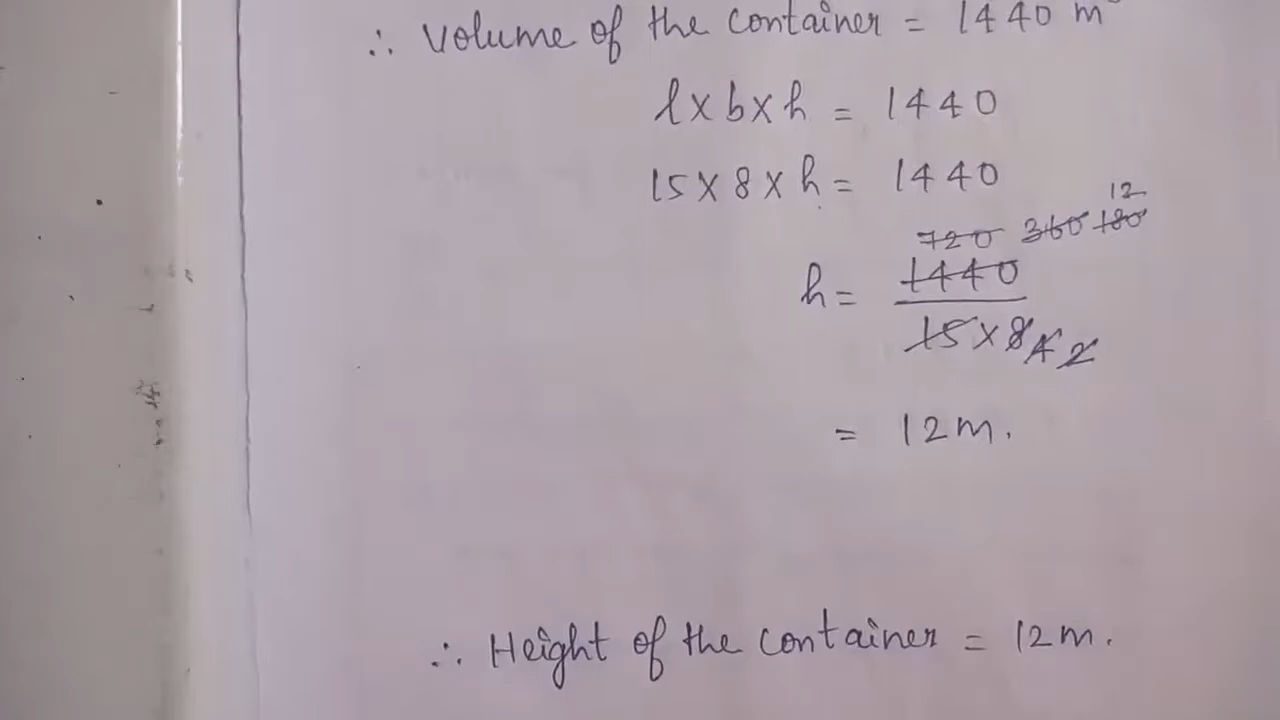 ∴ Volume of the container = 1440 m³
l × b × h = 1440
15 × 8 × h = 1440
12
720 360 180
h = 1440
15 × 8 4 2
= 12 m.
∴ Height of the container = 12 m.